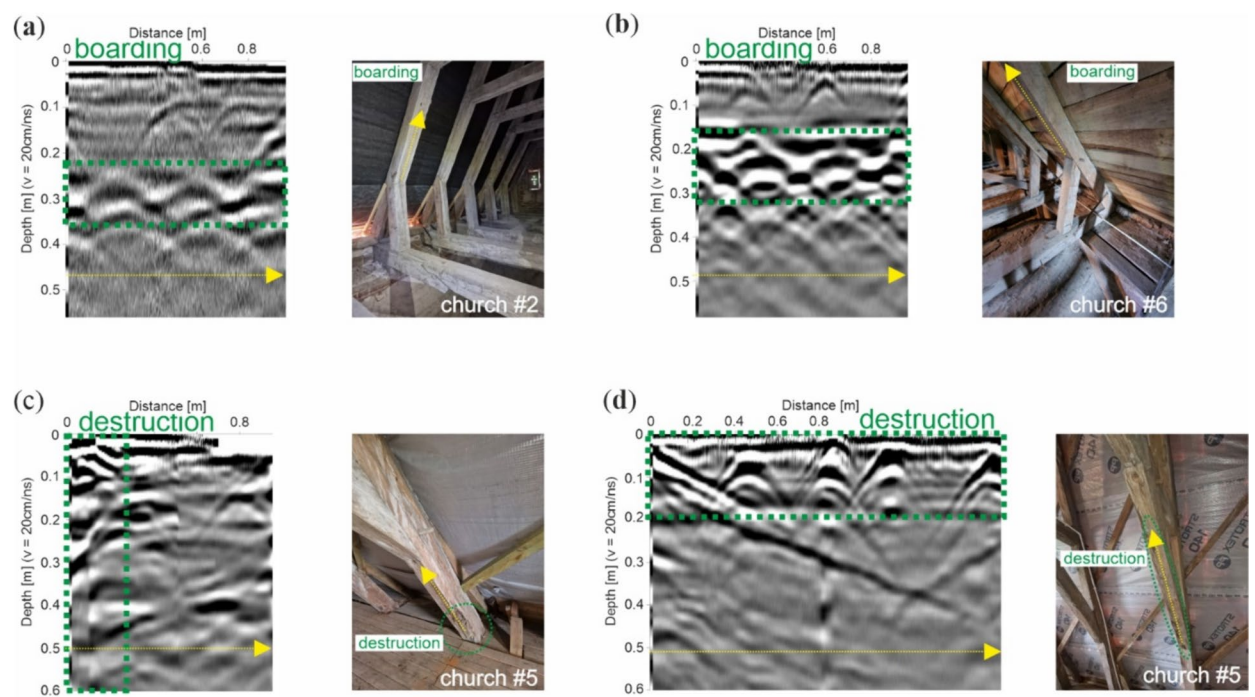 (a)
Distance [m]
boarding
0 0.6 0.8
0
0.1
0.2
0.3
0.4
0.5
Depth [m] (v = 20cm/ns)
boarding
church #2
(b)
Distance [m]
boarding
0 0.6 0.8
0
0.1
0.2
0.3
0.4
0.5
Depth [m] (v = 20cm/ns)
boarding
church #6
(c)
Distance [m]
0 0.8
destruction
0
0.1
0.2
0.3
0.4
0.5
0.6
Depth [m] (v = 20cm/ns)
destruction
church #5
(d)
Distance [m]
destruction
0 0.2 0.4 0.6 0.8
0
0.1
0.2
0.3
0.4
0.5
0.6
Depth [m] (v = 20cm/ns)
destruction
STROTEX
140
church #5